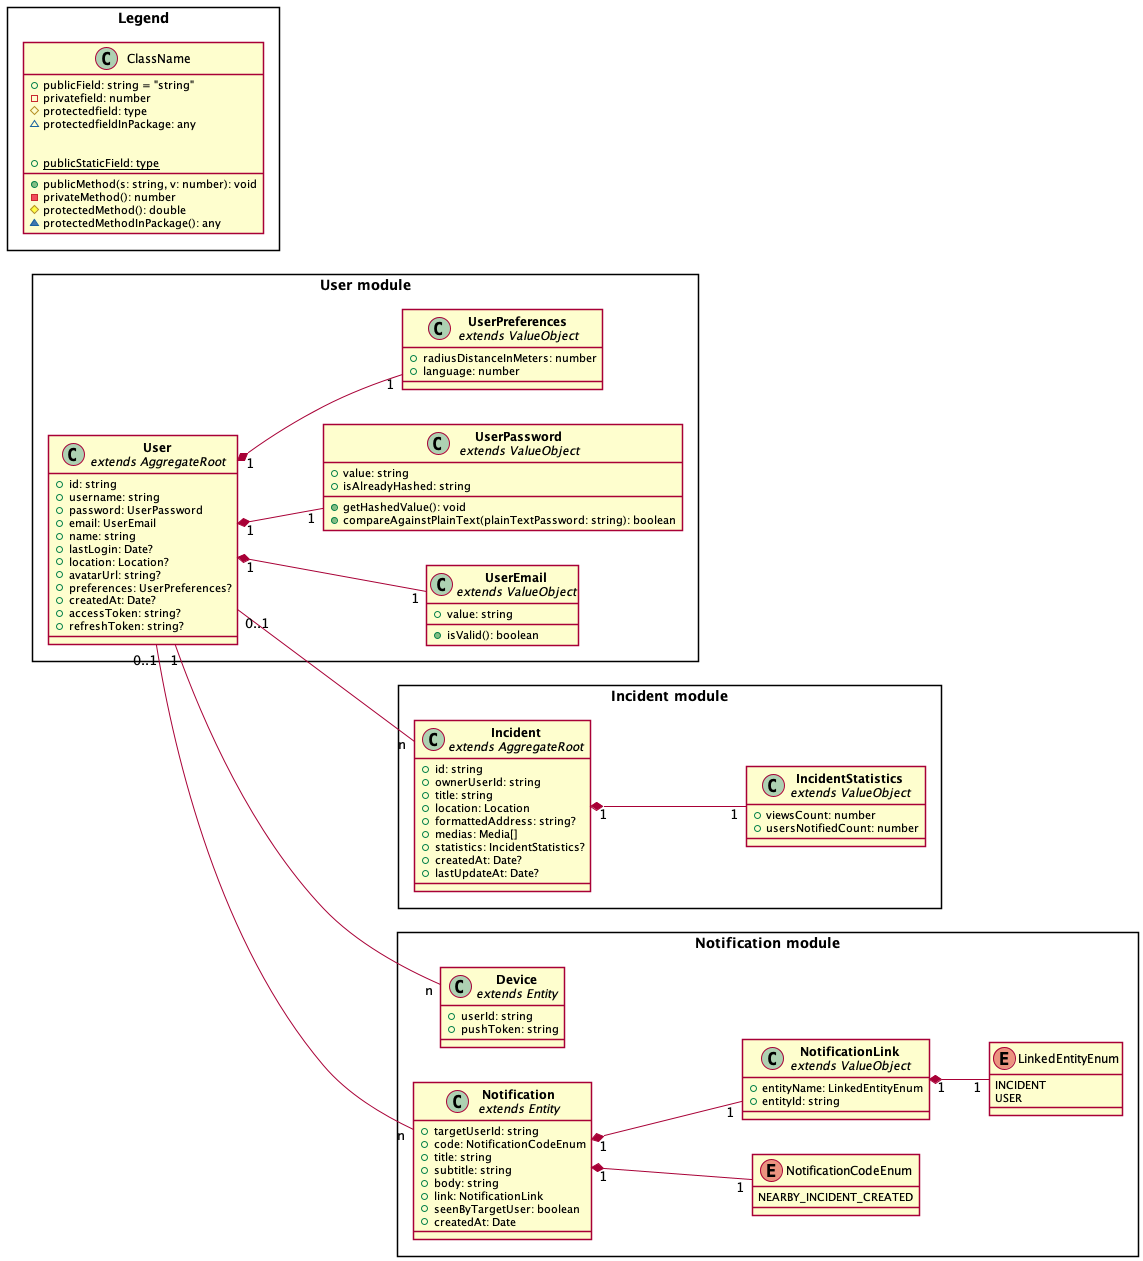 Legend
C ClassName
publicField: string = "string"
privatefield: number
protectedfield: type
protectedfieldInPackage: any
publicStaticField: type
publicMethod(s: string, v: number): void
privateMethod(): number
protectedMethod(): double
protectedMethodInPackage(): any
User module
C UserPreferences
extends ValueObject
radiusDistanceInMeters: number
language: number
1
C UserPassword
extends ValueObject
value: string
isAlreadyHashed: string
getHashedValue(): void
compareAgainstPlainText(plainTextPassword: string): boolean
C User
extends AggregateRoot
id: string
username: string
password: UserPassword
email: UserEmail
name: string
lastLogin: Date?
location: Location?
avatarUrl: string?
preferences: UserPreferences?
createdAt: Date?
accessToken: string?
refreshToken: string?
1
1
1
1
1
C UserEmail
extends ValueObject
value: string
isValid(): boolean
0..1
0..1
1
Incident module
n
C Incident
extends AggregateRoot
id: string
ownerUserId: string
title: string
location: Location
formattedAddress: string?
medias: Media[]
statistics: IncidentStatistics?
createdAt: Date?
lastUpdateAt: Date?
1
1
C IncidentStatistics
extends ValueObject
viewsCount: number
usersNotifiedCount: number
Notification module
n
C Device
extends Entity
userId: string
pushToken: string
n
C Notification
extends Entity
targetUserId: string
code: NotificationCodeEnum
title: string
subtitle: string
body: string
link: NotificationLink
seenByTargetUser: boolean
createdAt: Date
1
1
1
1
C NotificationLink
extends ValueObject
entityName: LinkedEntityEnum
entityId: string
1
1
E LinkedEntityEnum
INCIDENT
USER
E NotificationCodeEnum
NEARBY_INCIDENT_CREATED